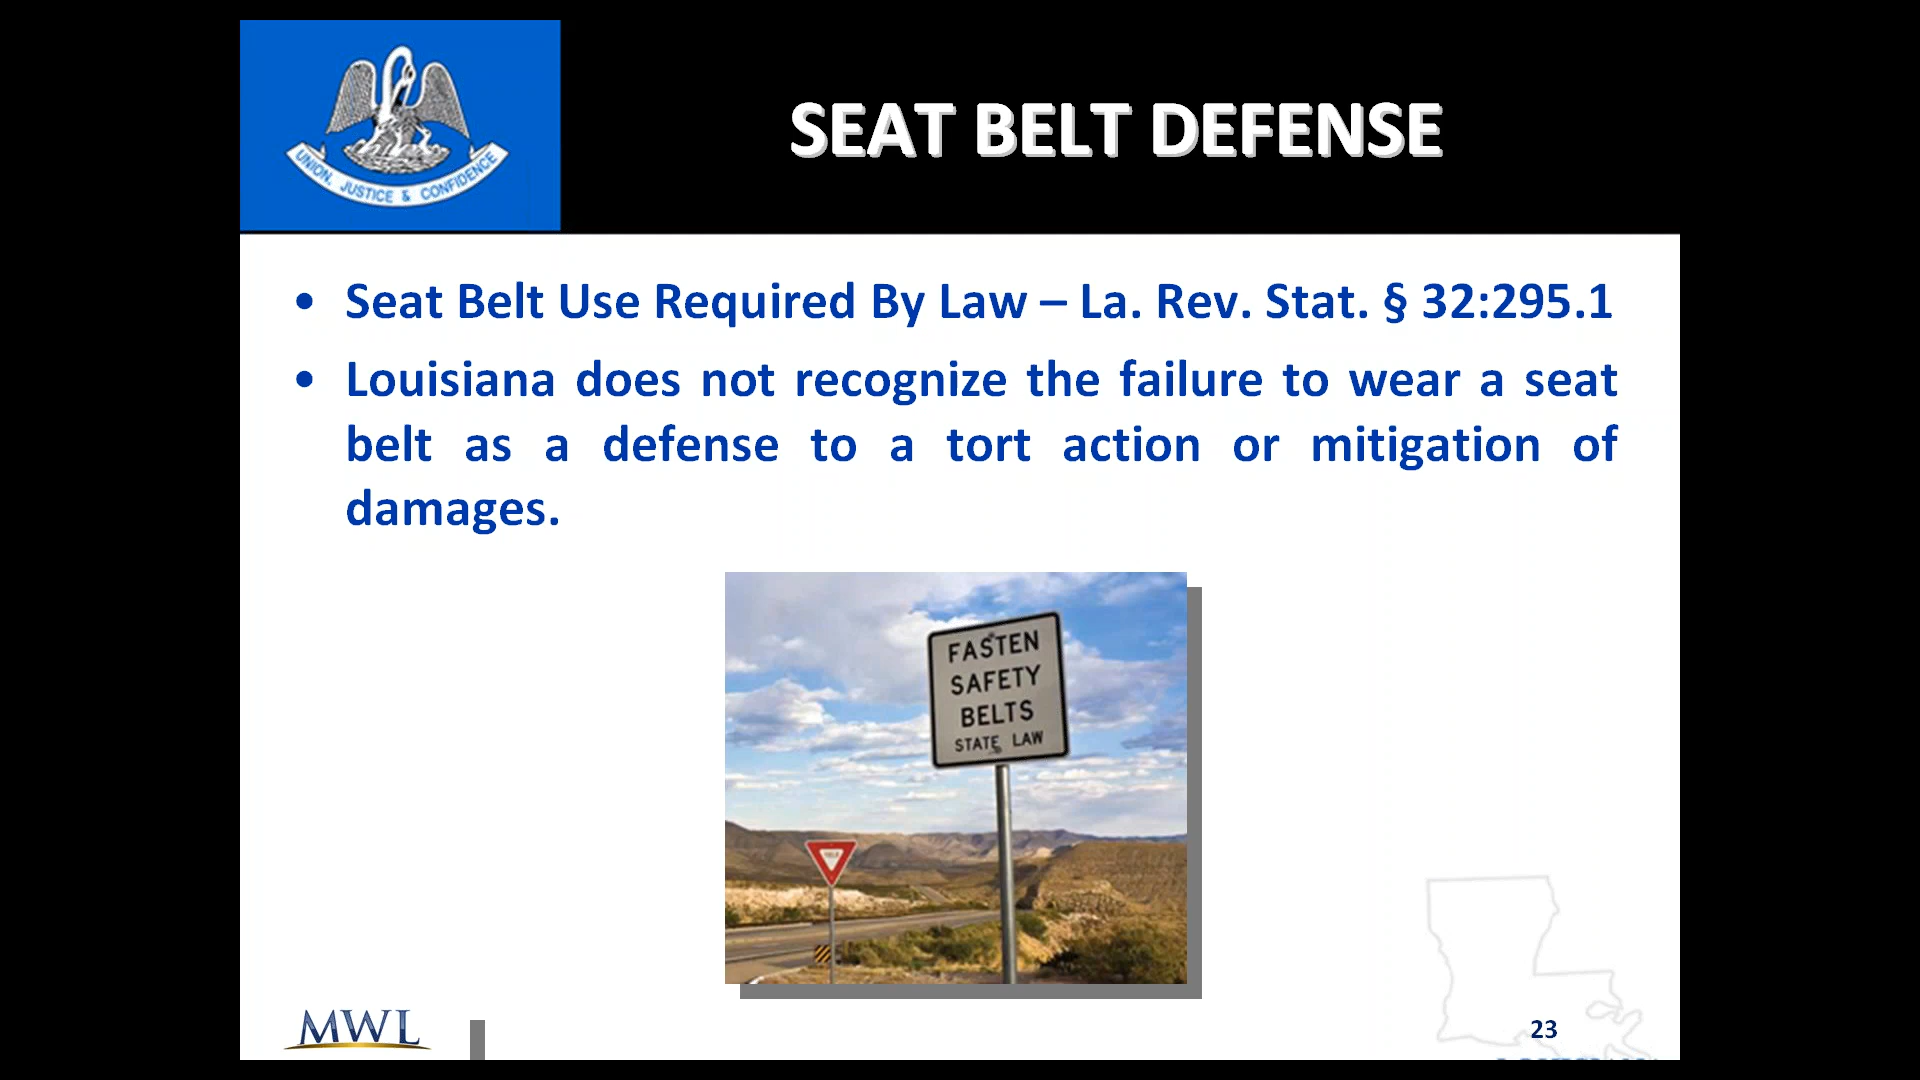 UNION, JUSTICE & CONFIDENCE
SEAT BELT DEFENSE
• Seat Belt Use Required By Law – La. Rev. Stat. § 32:295.1
• Louisiana does not recognize the failure to wear a seat
belt as a defense to a tort action or mitigation of
damages.
FASTEN
SAFETY
BELTS
STATE LAW
YIELD
MWL
23